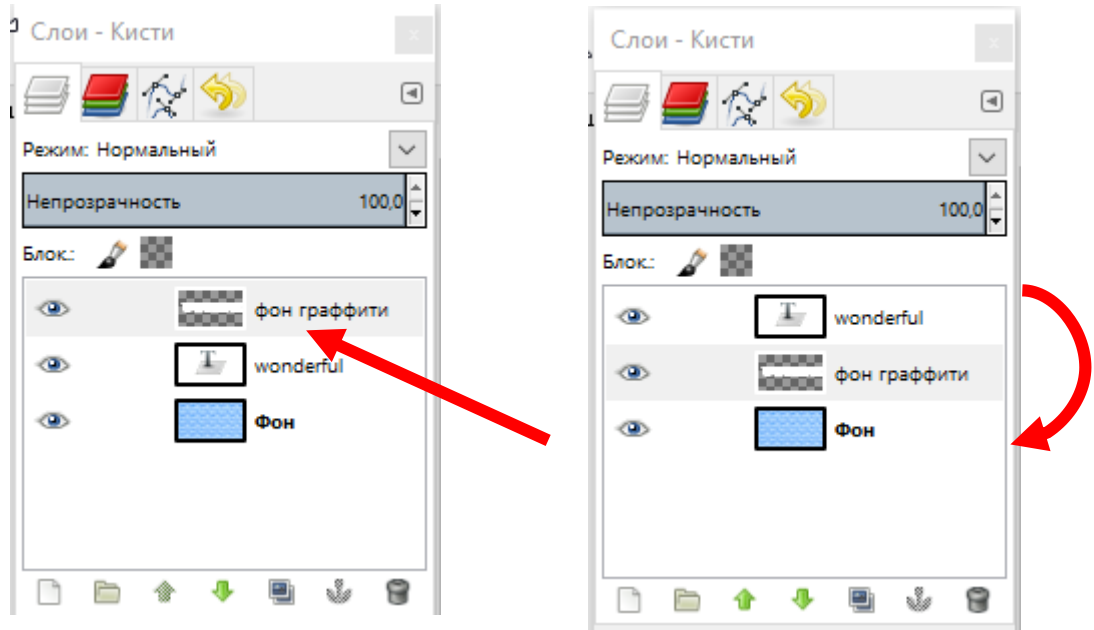 Слои - Кисти
Режим: Нормальный
Непрозрачность 100,0
Блок.:
фон граффити
wonderful
Фон
Слои - Кисти
Режим: Нормальный
Непрозрачность 100,0
Блок.:
wonderful
фон граффити
Фон